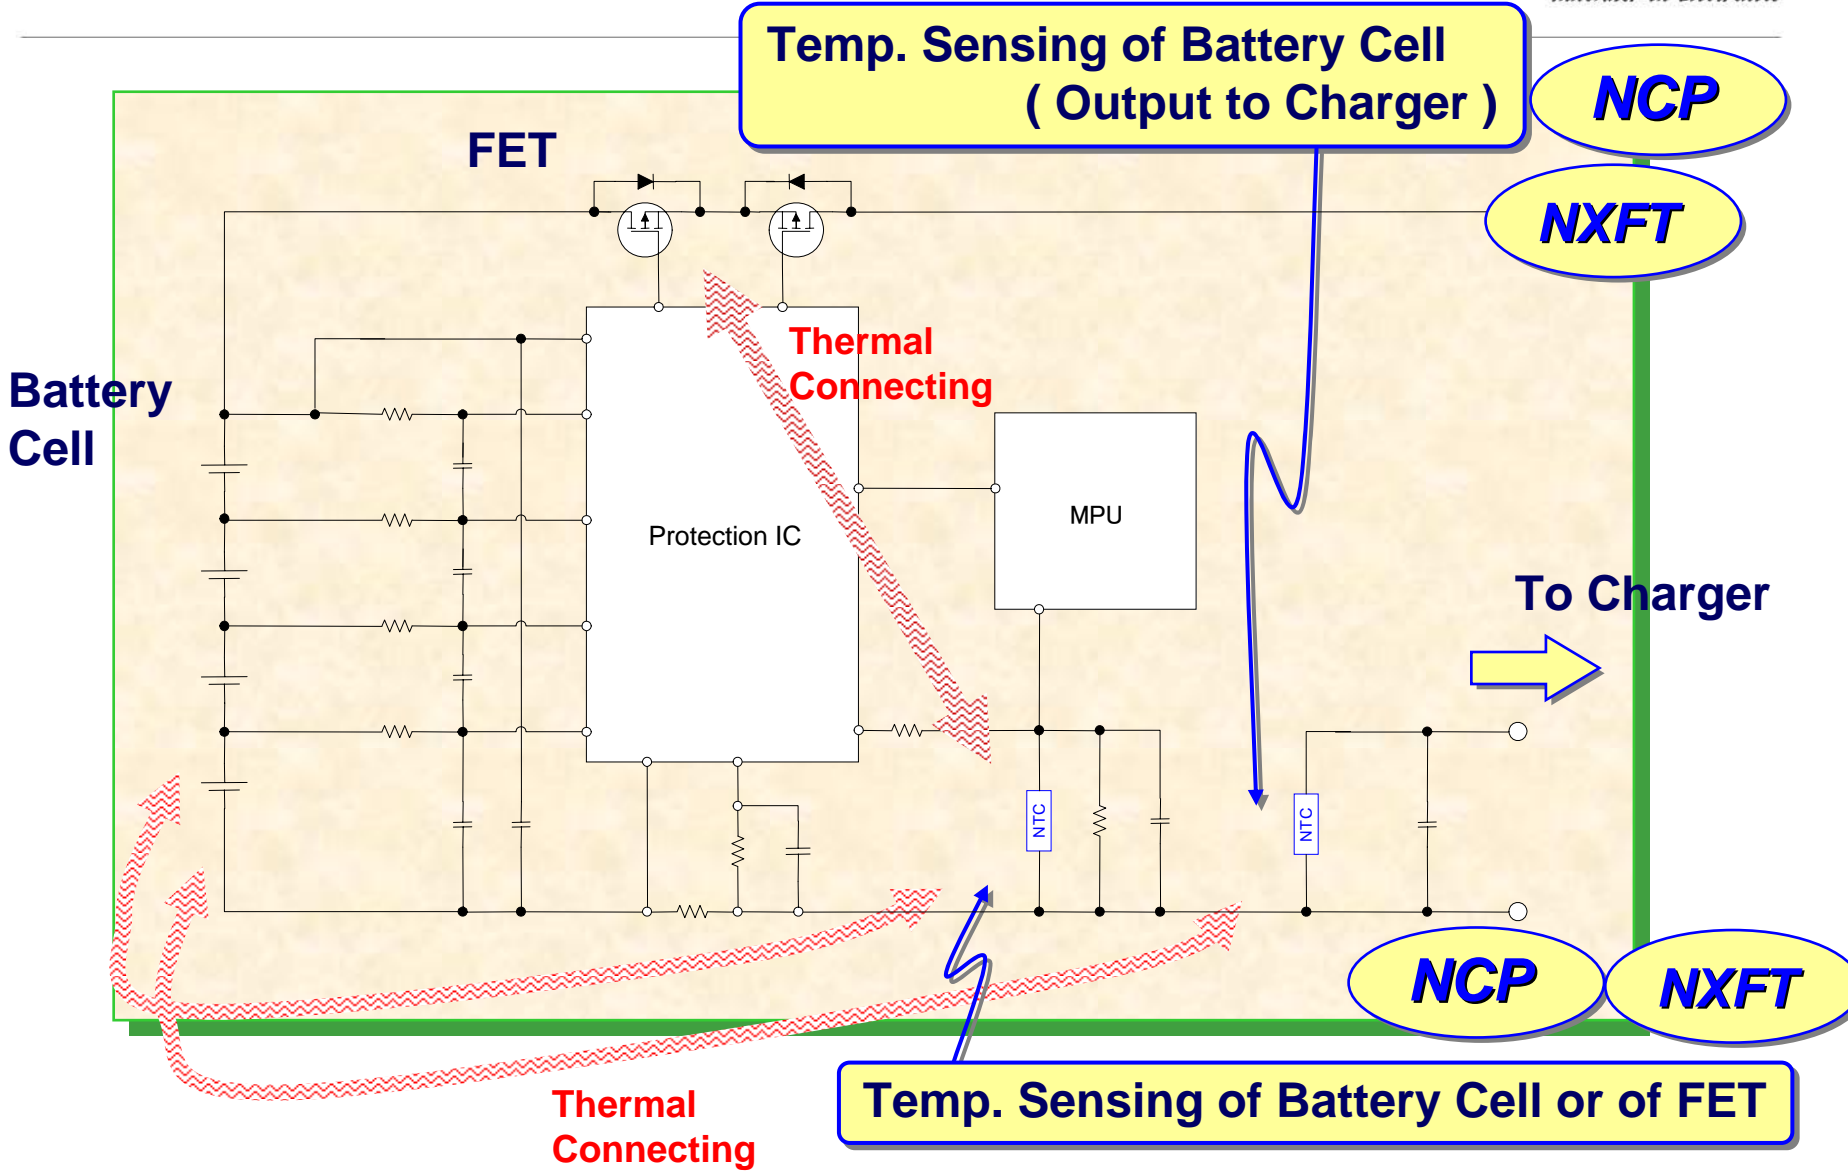 Temp. Sensing of Battery Cell
( Output to Charger )
NCP
FET
NXFT
Thermal
Connecting
Battery
Cell
Protection IC
MPU
To Charger
NTC
NTC
NCP
NXFT
Temp. Sensing of Battery Cell or of FET
Thermal
Connecting